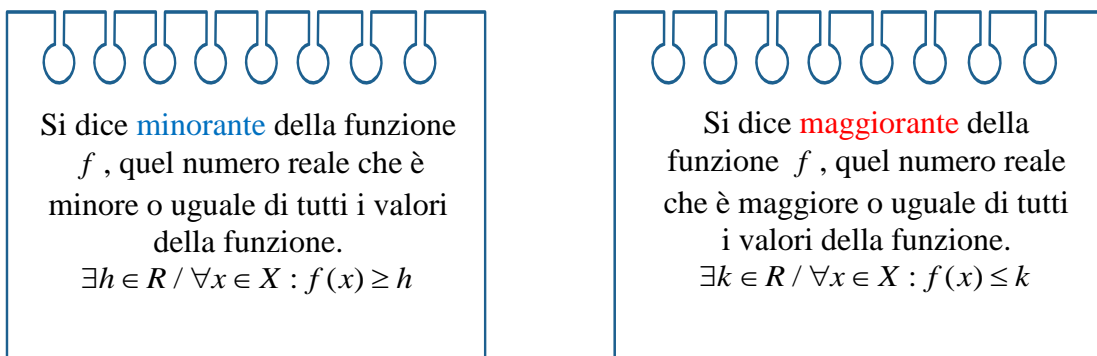 Si dice minorante della funzione
f , quel numero reale che è
minore o uguale di tutti i valori
della funzione.
∃h ∈ R / ∀x ∈ X : f(x) ≥ h
Si dice maggiorante della
funzione f , quel numero reale
che è maggiore o uguale di tutti
i valori della funzione.
∃k ∈ R / ∀x ∈ X : f(x) ≤ k